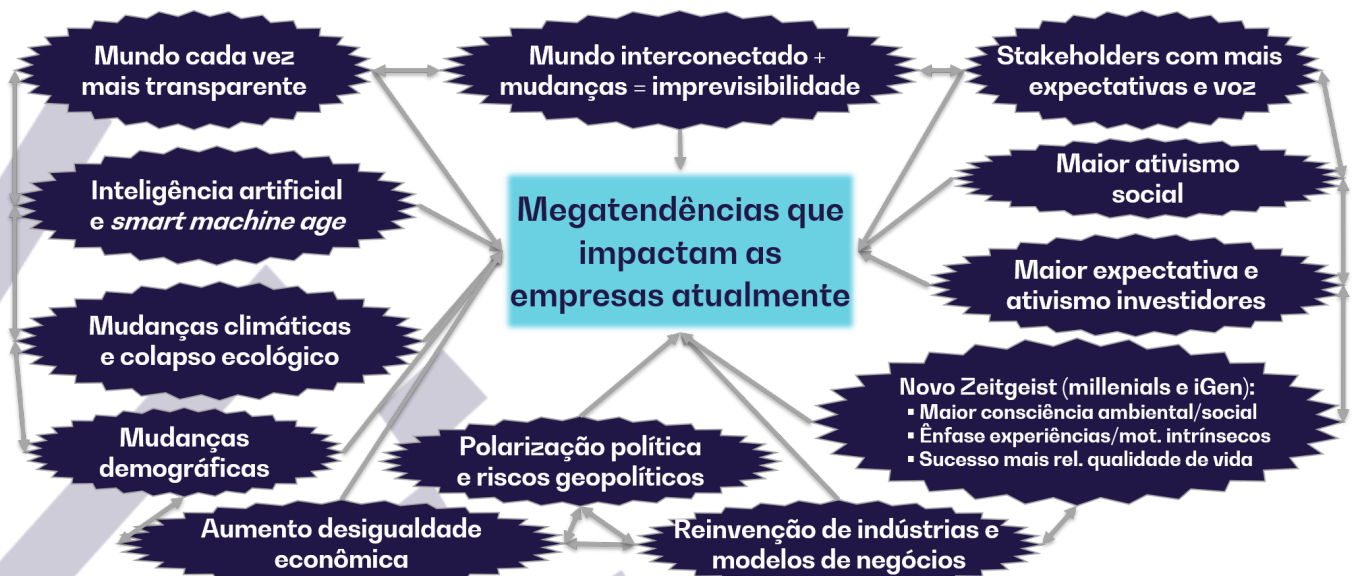 Mundo cada vez
mais transparente
Mundo interconectado +
mudanças = imprevisibilidade
Stakeholders com mais
expectativas e voz
Inteligência artificial
e smart machine age
Megatendências que
impactam as
empresas atualmente
Maior ativismo
social
Maior expectativa e
ativismo investidores
Mudanças climáticas
e colapso ecológico
Novo Zeitgeist (millenials e iGen):
▪ Maior consciência ambiental/social
▪ Ênfase experiências/mot. intrínsecos
▪ Sucesso mais rel. qualidade de vida
Mudanças
demográficas
Polarização política
e riscos geopolíticos
Aumento desigualdade
econômica
Reinvenção de indústrias e
modelos de negócios